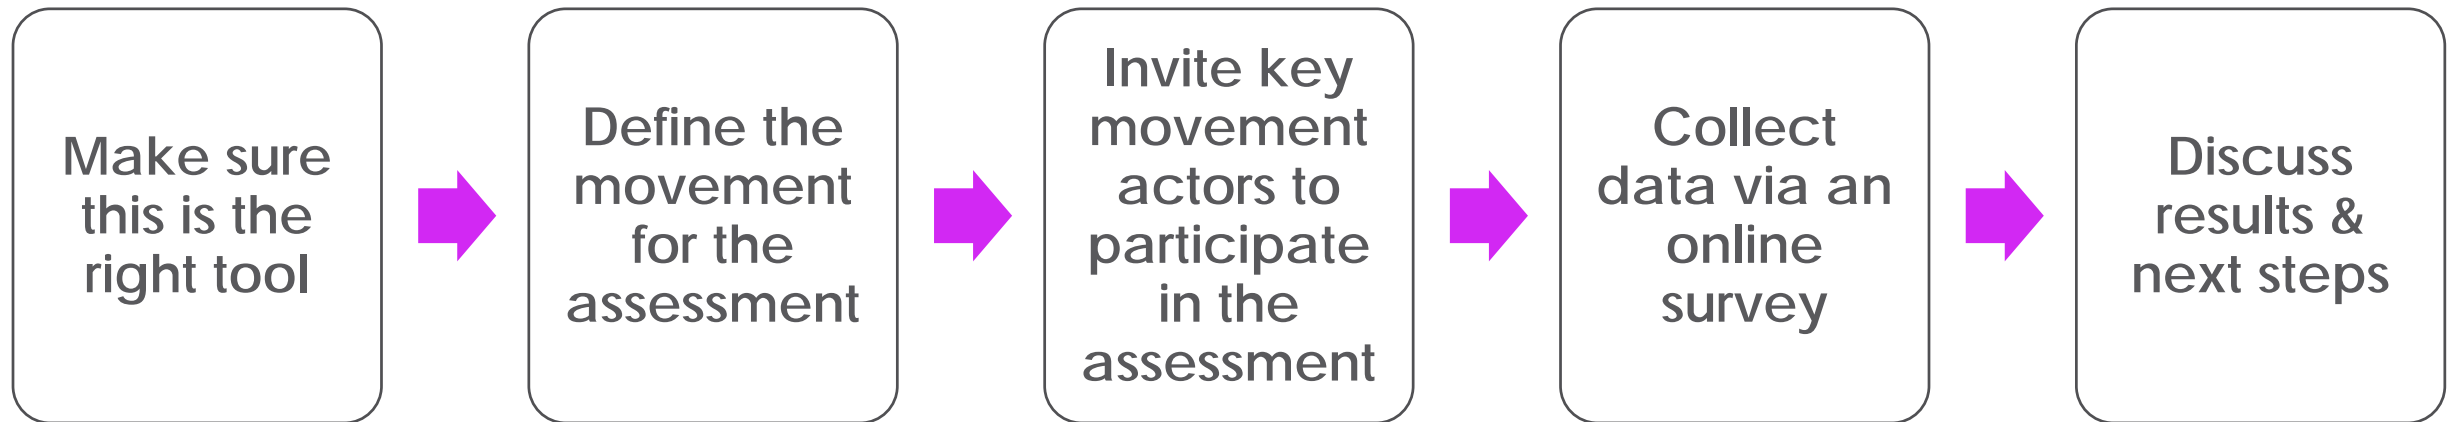 Make sure
this is the
right tool
Define the
movement
for the
assessment
Invite key
movement
actors to
participate
in the
assessment
Collect
data via an
online
survey
Discuss
results &
next steps